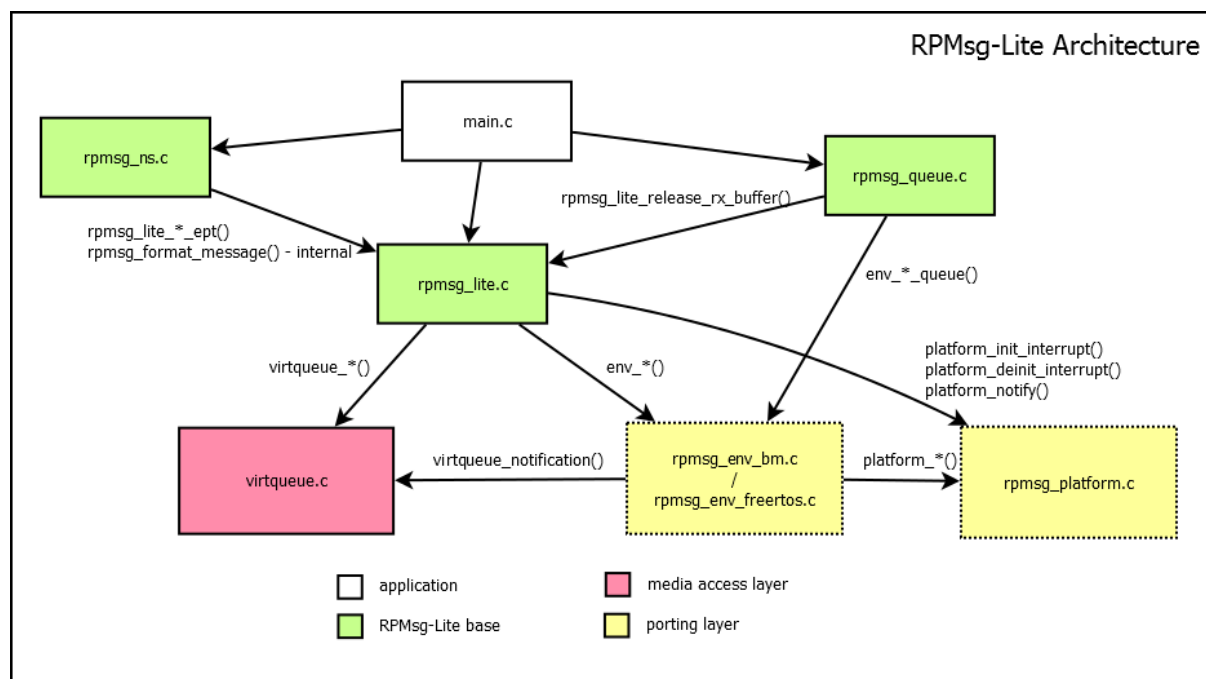 RPMsg-Lite Architecture
main.c
rpmsg_ns.c
rpmsg_queue.c
rpmsg_lite_release_rx_buffer()
rpmsg_lite_*_ept()
rpmsg_format_message() - internal
rpmsg_lite.c
env_*_queue()
platform_init_interrupt()
platform_deinit_interrupt()
platform_notify()
virtqueue_*()
env_*()
virtqueue.c
virtqueue_notification()
rpmsg_env_bm.c
/
rpmsg_env_freertos.c
platform_*()
rpmsg_platform.c
application
media access layer
RPMsg-Lite base
porting layer